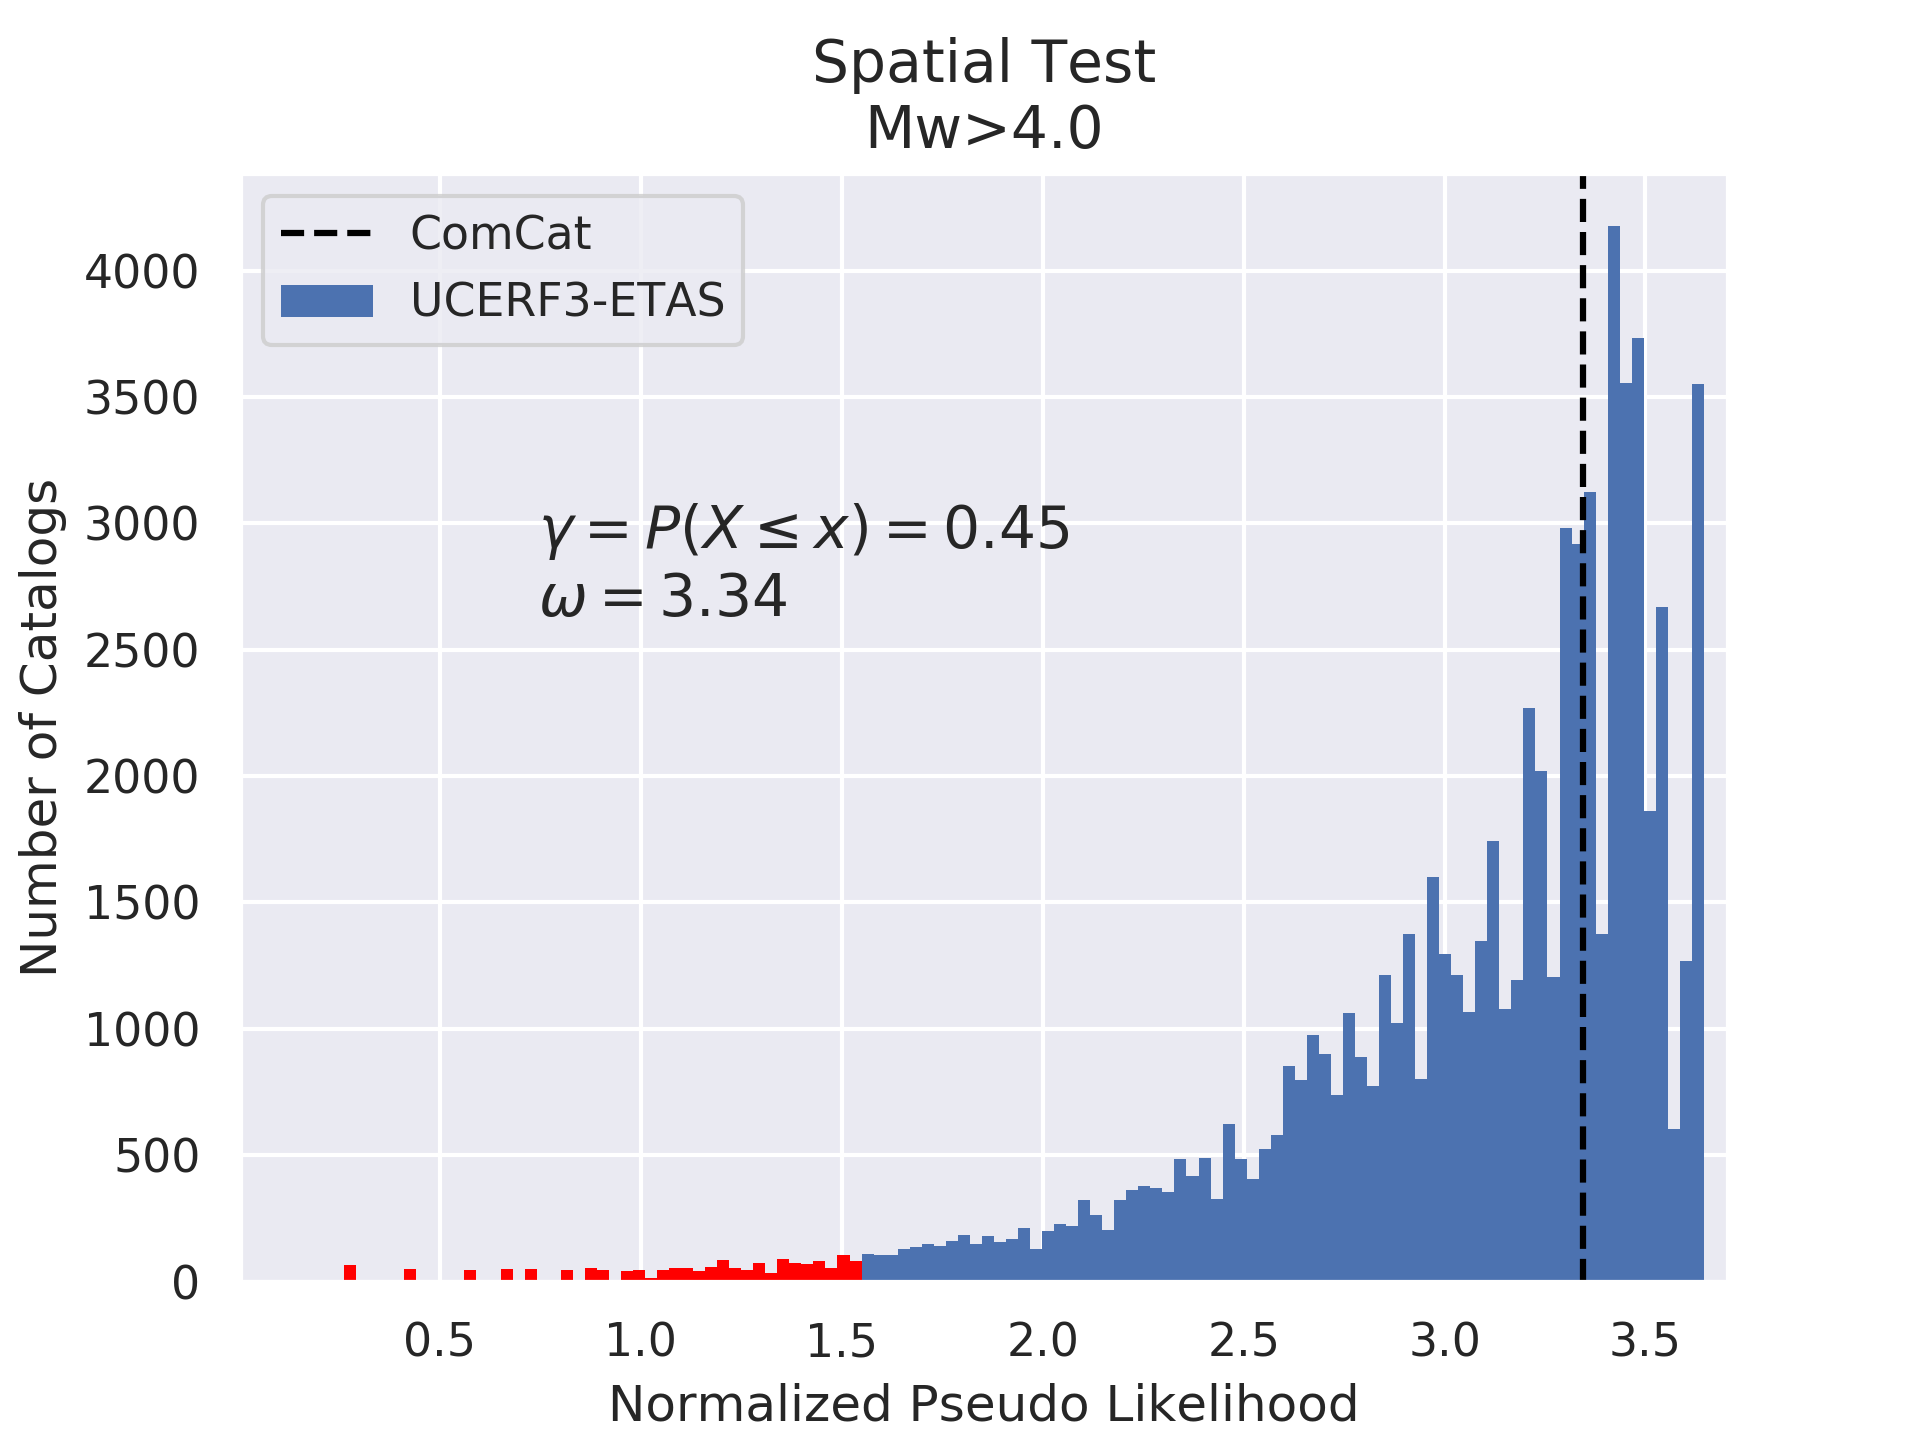 Spatial Test
Mw>4.0
ComCat
UCERF3-ETAS
γ = P(X ≤ x) = 0.45
ω = 3.34
Number of Catalogs
4000
3500
3000
2500
2000
1500
1000
500
0
0.5 1.0 1.5 2.0 2.5 3.0 3.5
Normalized Pseudo Likelihood